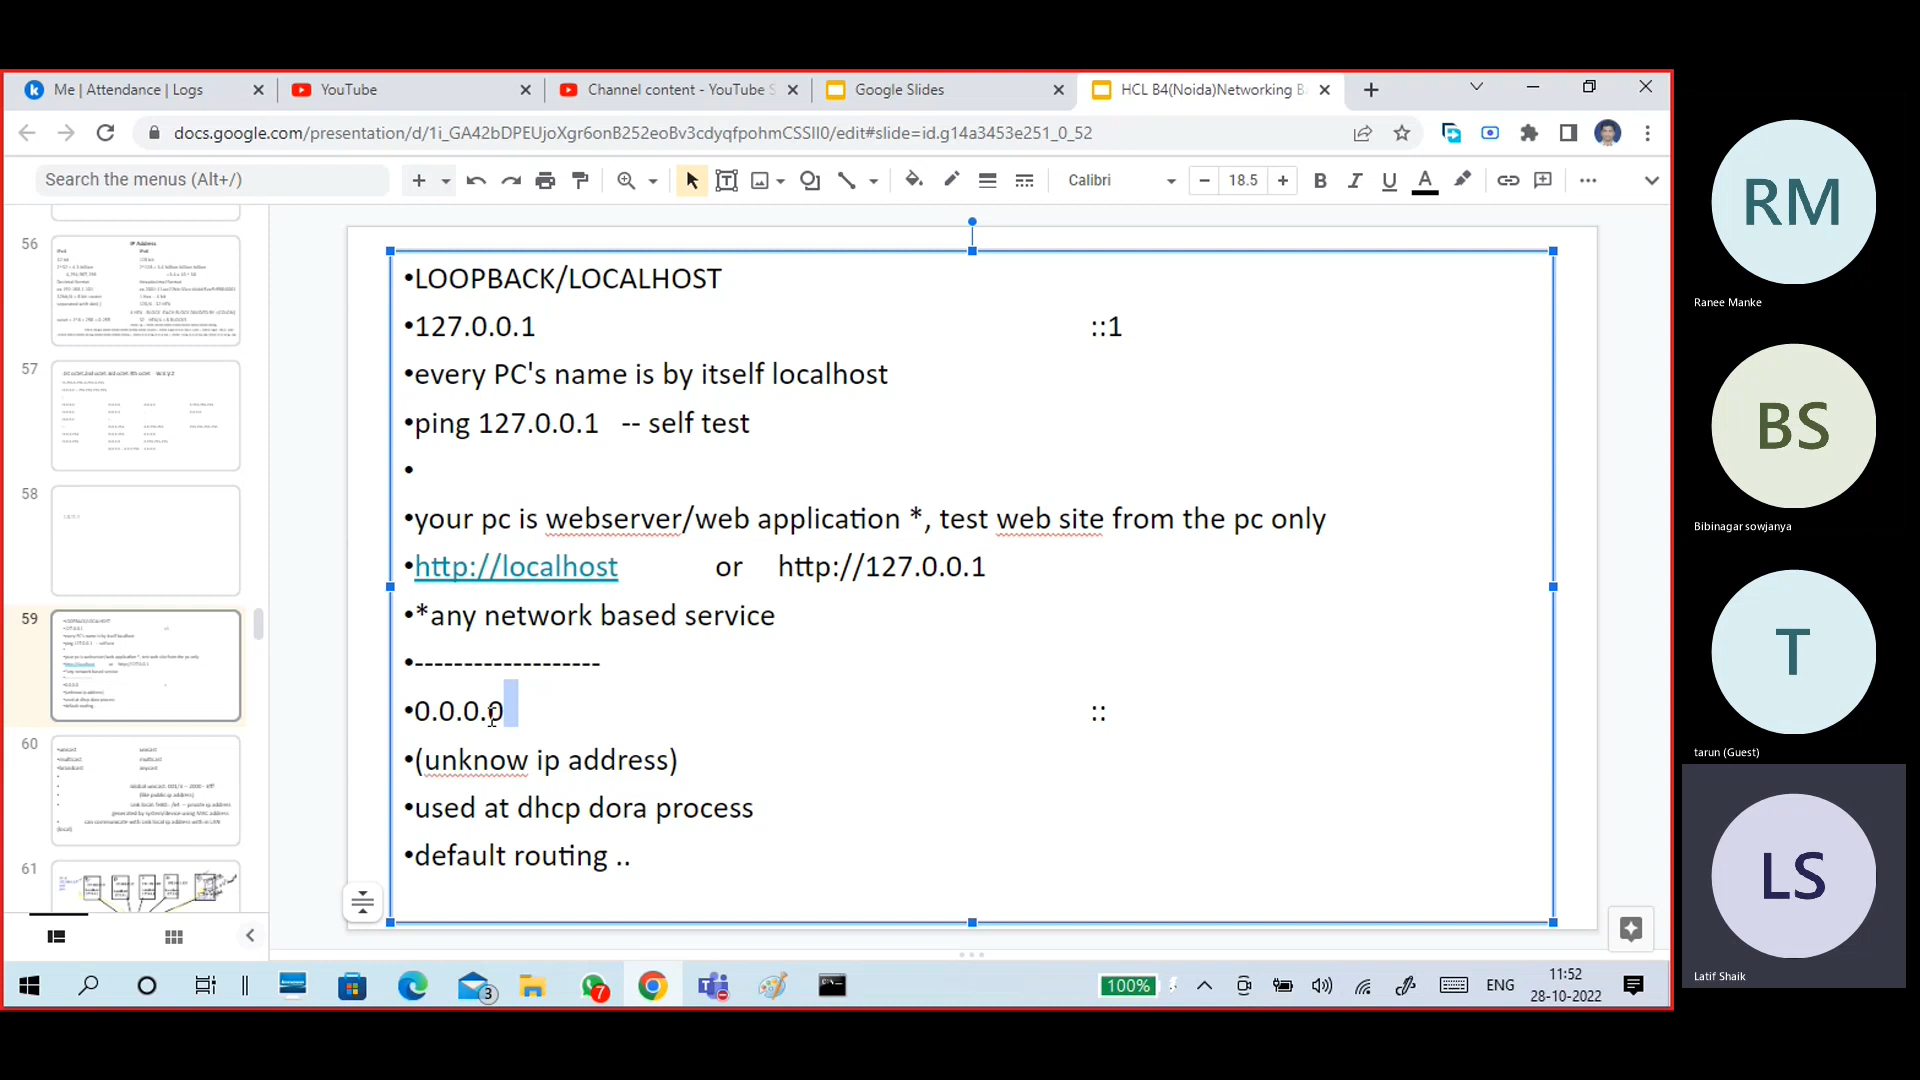 Me | Attendance | Logs
YouTube
Channel content - YouTube S
Google Slides
HCL B4(Noida)Networking B
docs.google.com/presentation/d/1i_GA42bDPEUjoXgr6onB252eoBv3cdyqfpohmCSSlI0/edit#slide=id.g14a3453e251_0_52
Search the menus (Alt+/)
Calibri
18.5
B I U A
56
IP Address
57
58
59
60
61
•LOOPBACK/LOCALHOST
•127.0.0.1 ::1
•every PC's name is by itself localhost
•ping 127.0.0.1 -- self test
•
•your pc is webserver/web application *, test web site from the pc only
•http://localhost or http://127.0.0.1
•*any network based service
•-------------------
•0.0.0.0 ::
•(unknow ip address)
•used at dhcp dora process
•default routing ..
RM
Ranee Manke
BS
Bibinagar sowjanya
T
tarun (Guest)
LS
Latif Shaik
3
7
100%
ENG
11:52
28-10-2022